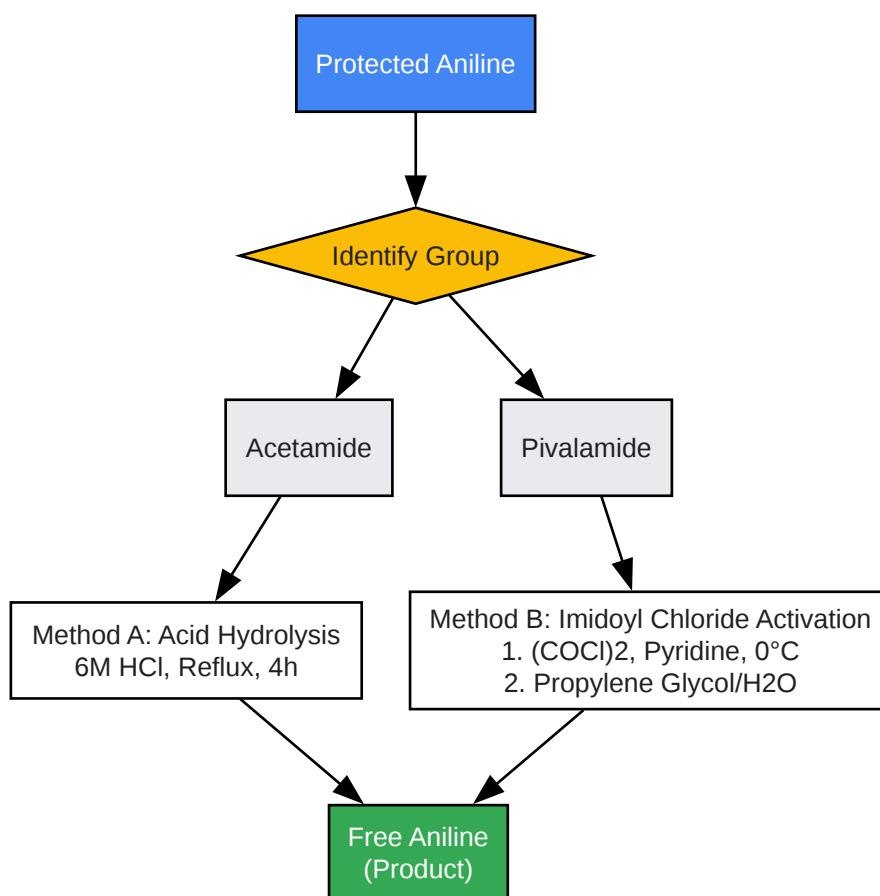 Protected Aniline
Identify Group
Acetamide
Pivalamide
Method A: Acid Hydrolysis
6M HCl, Reflux, 4h
Method B: Imidoyl Chloride Activation
1. (COCl)2, Pyridine, 0°C
2. Propylene Glycol/H2O
Free Aniline
(Product)